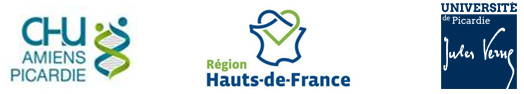 CHU
AMIENS
PICARDIE
Région
Hauts-de-France
UNIVERSITÉ
de Picardie
Jules Verne